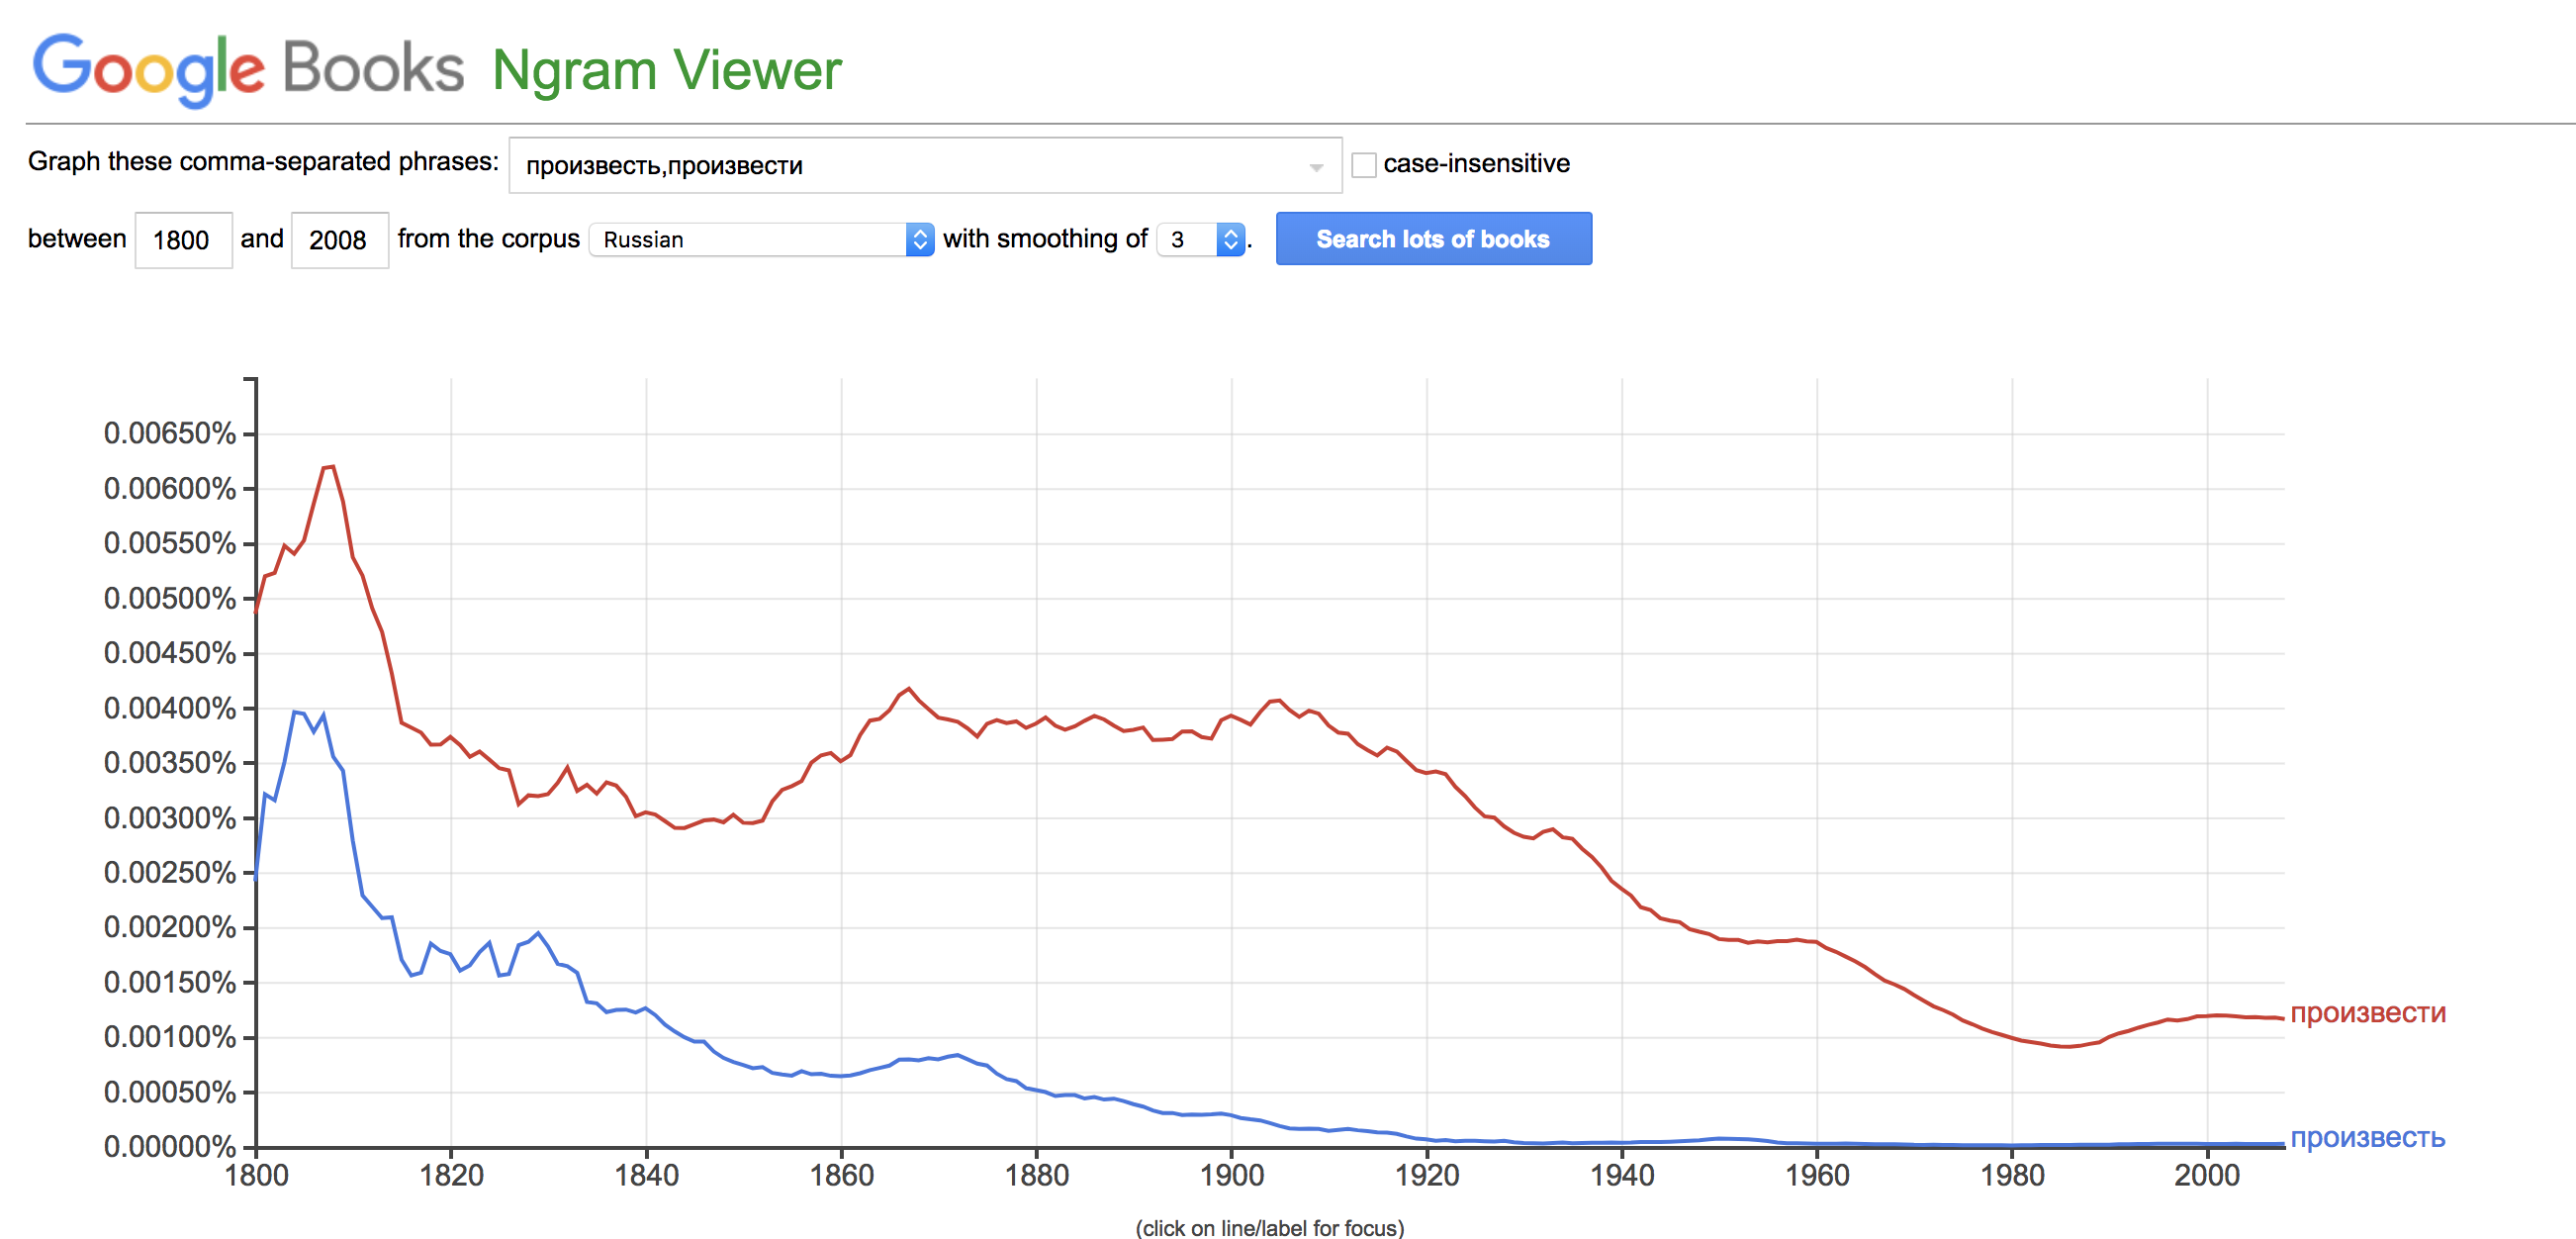 Google Books Ngram Viewer
Graph these comma-separated phrases: произвесть,произвести case-insensitive
between 1800 and 2008 from the corpus Russian with smoothing of 3 . Search lots of books
0.00650%
0.00600%
0.00550%
0.00500%
0.00450%
0.00400%
0.00350%
0.00300%
0.00250%
0.00200%
0.00150%
произвести
0.00100%
0.00050%
произвесть
0.00000%
1800 1820 1840 1860 1880 1900 1920 1940 1960 1980 2000
(click on line/label for focus)